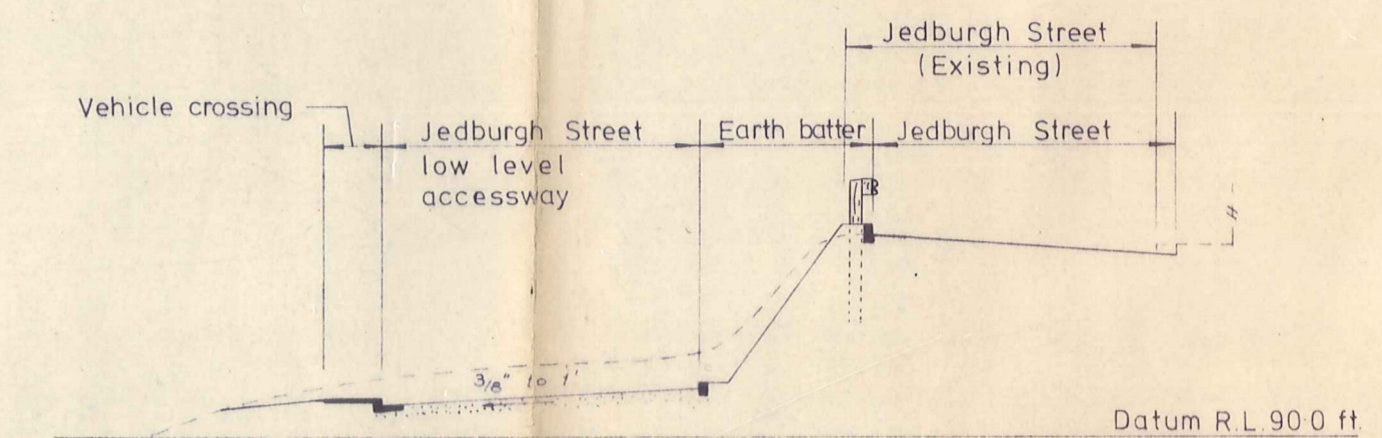 Jedburgh Street
(Existing)
Vehicle crossing
Jedburgh Street
low level
accessway
Earth batter
Jedburgh Street
3/8" to 1'
Datum R.L. 90·0 ft.